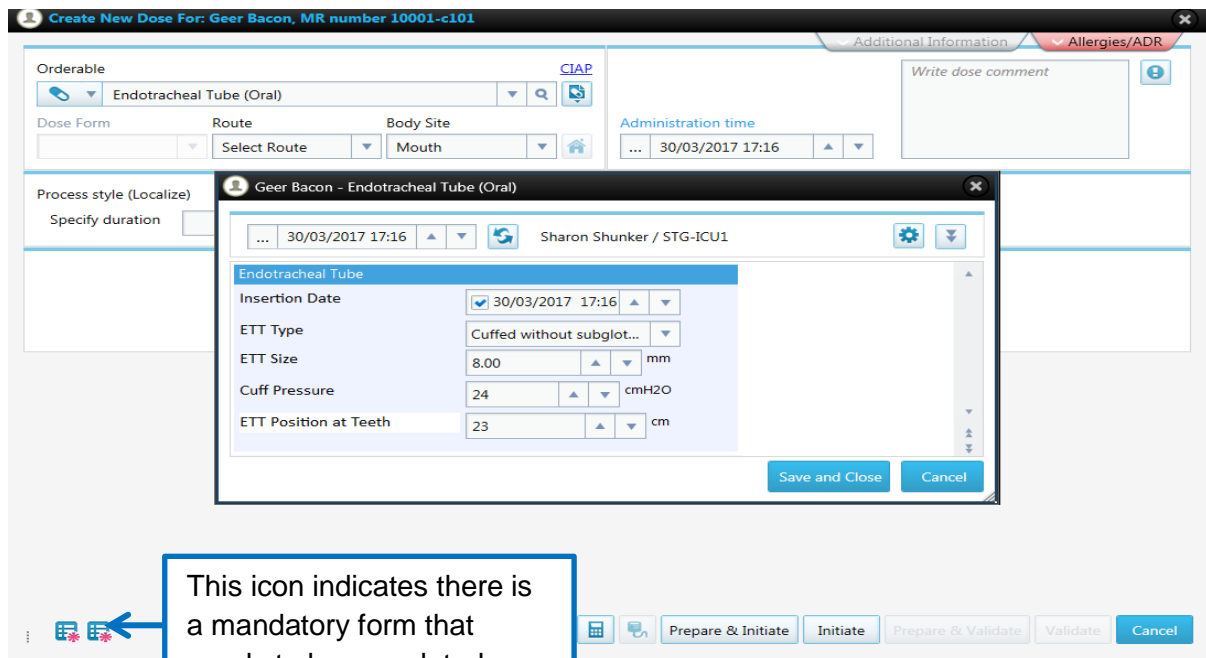 Create New Dose For: Geer Bacon, MR number 10001-c101
Additional Information
Allergies/ADR
Orderable
CIAP
Endotracheal Tube (Oral)
Write dose comment
Dose Form
Route
Body Site
Administration time
Select Route
Mouth
... 30/03/2017 17:16
Process style (Localize)
Specify duration
Geer Bacon - Endotracheal Tube (Oral)
... 30/03/2017 17:16
Sharon Shunker / STG-ICU1
Endotracheal Tube
Insertion Date
30/03/2017 17:16
ETT Type
Cuffed without subglot...
ETT Size
8.00
mm
Cuff Pressure
24
cmH2O
ETT Position at Teeth
23
cm
Save and Close
Cancel
This icon indicates there is
a mandatory form that
Prepare & Initiate
Initiate
Prepare & Validate
Validate
Cancel